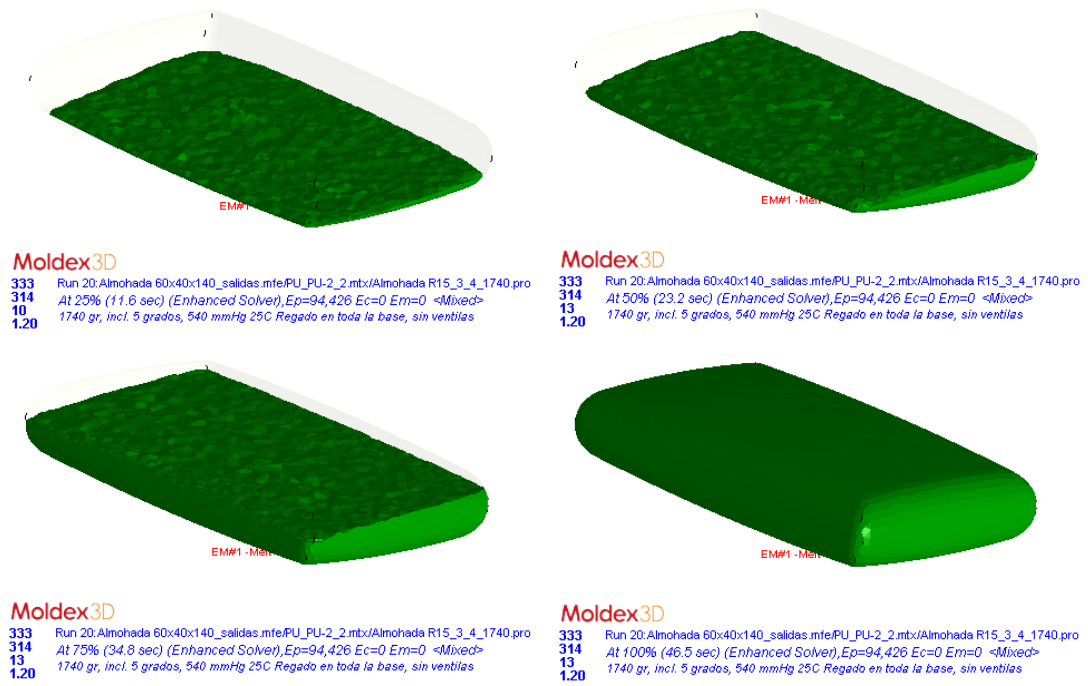 EM#1
Moldex3D
333 Run 20:Almohada 60x40x140_salidas.mfe/PU_PU-2_2.mtx/Almohada R15_3_4_1740.pro
314 At 25% (11.6 sec) (Enhanced Solver),Ep=94,426 Ec=0 Em=0 <Mixed>
10 1740 gr, incl. 5 grados, 540 mmHg 25C Regado en toda la base, sin ventilas
1.20
EM#1 -Melt
Moldex3D
333 Run 20:Almohada 60x40x140_salidas.mfe/PU_PU-2_2.mtx/Almohada R15_3_4_1740.pro
314 At 50% (23.2 sec) (Enhanced Solver),Ep=94,426 Ec=0 Em=0 <Mixed>
13 1740 gr, incl. 5 grados, 540 mmHg 25C Regado en toda la base, sin ventilas
1.20
EM#1 -Melt
Moldex3D
333 Run 20:Almohada 60x40x140_salidas.mfe/PU_PU-2_2.mtx/Almohada R15_3_4_1740.pro
314 At 75% (34.8 sec) (Enhanced Solver),Ep=94,426 Ec=0 Em=0 <Mixed>
13 1740 gr, incl. 5 grados, 540 mmHg 25C Regado en toda la base, sin ventilas
1.20
EM#1 -Melt
Moldex3D
333 Run 20:Almohada 60x40x140_salidas.mfe/PU_PU-2_2.mtx/Almohada R15_3_4_1740.pro
314 At 100% (46.5 sec) (Enhanced Solver),Ep=94,426 Ec=0 Em=0 <Mixed>
13 1740 gr, incl. 5 grados, 540 mmHg 25C Regado en toda la base, sin ventilas
1.20